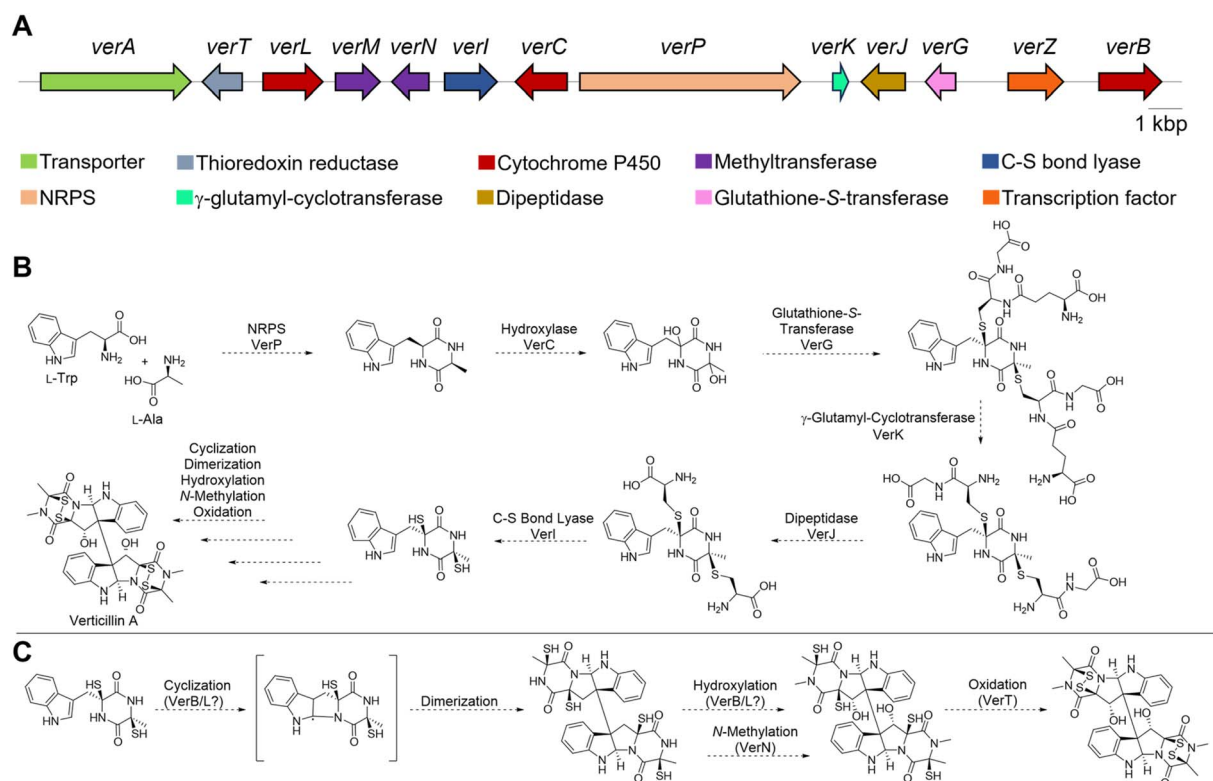 A
verA verT verL verM verN verI verC verP verK verJ verG verZ verB
1 kbp
Transporter Thioredoxin reductase Cytochrome P450 Methyltransferase C-S bond lyase
NRPS γ-glutamyl-cyclotransferase Dipeptidase Glutathione-S-transferase Transcription factor
B
L-Trp
+
L-Ala
NRPS
VerP
Hydroxylase
VerC
Glutathione-S-
Transferase
VerG
γ-Glutamyl-Cyclotransferase
VerK
Dipeptidase
VerJ
C-S Bond Lyase
VerI
Cyclization
Dimerization
Hydroxylation
N-Methylation
Oxidation
Verticillin A
C
Cyclization
(VerB/L?)
Dimerization
Hydroxylation
(VerB/L?)
N-Methylation
(VerN)
Oxidation
(VerT)